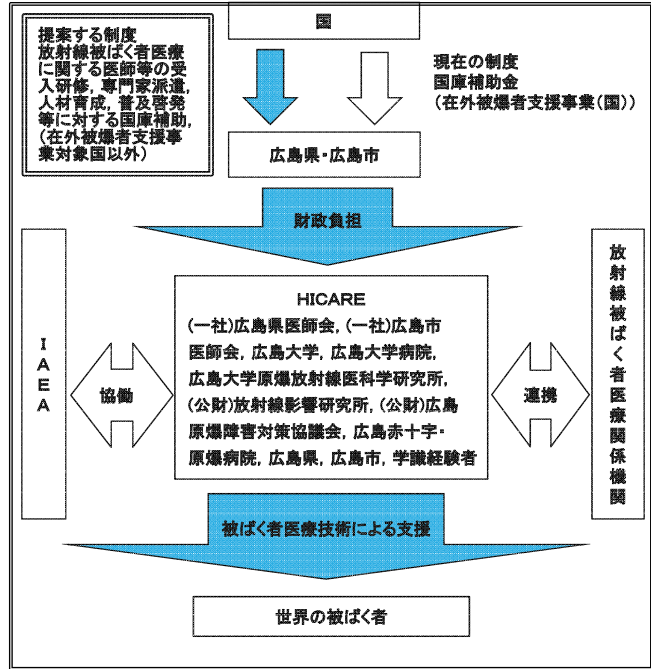 国
提案する制度
放射線被ばく者医療
に関する医師等の受
入研修，専門家派遣，
人材育成，普及啓発
等に対する国庫補助，
（在外被爆者支援事
業対象国以外）
現在の制度
国庫補助金
（在外被爆者支援事業（国））
広島県・広島市
財政負担
IAEA
協働
HICARE
（一社）広島県医師会，（一社）広島市
医師会，広島大学，広島大学病院，
広島大学原爆放射線医科学研究所，
（公財）放射線影響研究所，（公財）広島
原爆障害対策協議会，広島赤十字・
原爆病院，広島県，広島市，学識経験者
連携
放射線被ばく者医療関係機関
被ばく者医療技術による支援
世界の被ばく者